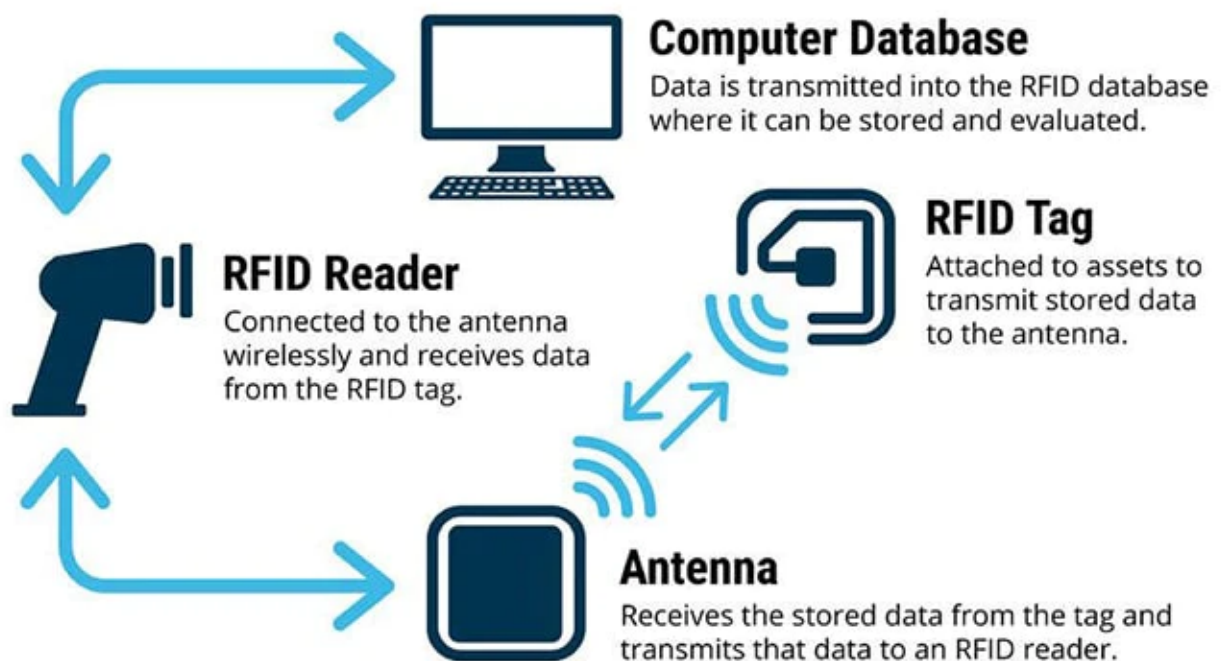 Computer Database
Data is transmitted into the RFID database
where it can be stored and evaluated.
RFID Tag
Attached to assets to
transmit stored data
to the antenna.
RFID Reader
Connected to the antenna
wirelessly and receives data
from the RFID tag.
Antenna
Receives the stored data from the tag and
transmits that data to an RFID reader.